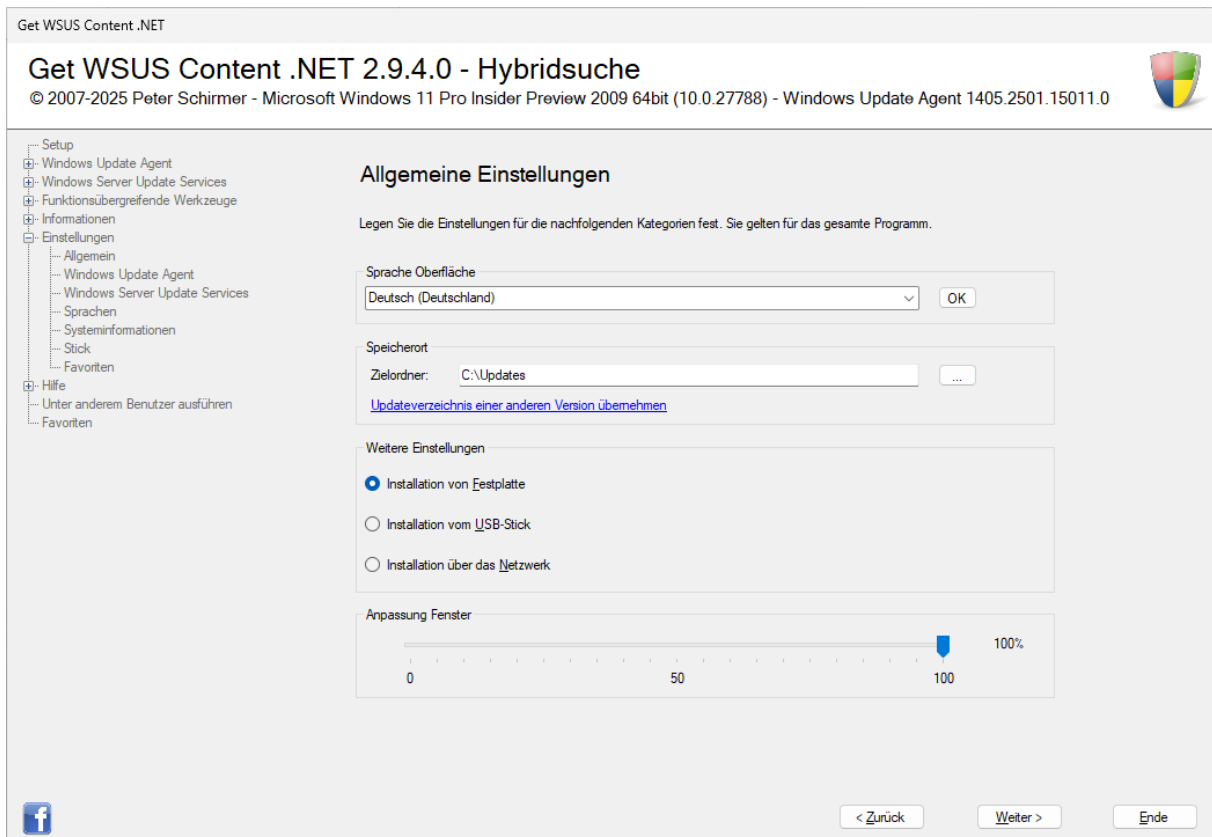 Get WSUS Content .NET
Get WSUS Content .NET 2.9.4.0 - Hybridsuche
© 2007-2025 Peter Schirmer - Microsoft Windows 11 Pro Insider Preview 2009 64bit (10.0.27788) - Windows Update Agent 1405.2501.15011.0
Setup
Windows Update Agent
Windows Server Update Services
Funktionsübergreifende Werkzeuge
Informationen
Einstellungen
Allgemein
Windows Update Agent
Windows Server Update Services
Sprachen
Systeminformationen
Stick
Favoriten
Hilfe
Unter anderem Benutzer ausführen
Favoriten
Allgemeine Einstellungen
Legen Sie die Einstellungen für die nachfolgenden Kategorien fest. Sie gelten für das gesamte Programm.
Sprache Oberfläche
Deutsch (Deutschland) OK
Speicherort
Zielordner: C:\Updates ...
Updateverzeichnis einer anderen Version übernehmen
Weitere Einstellungen
Installation von Festplatte
Installation vom USB-Stick
Installation über das Netzwerk
Anpassung Fenster
100%
0 50 100
< Zurück Weiter > Ende